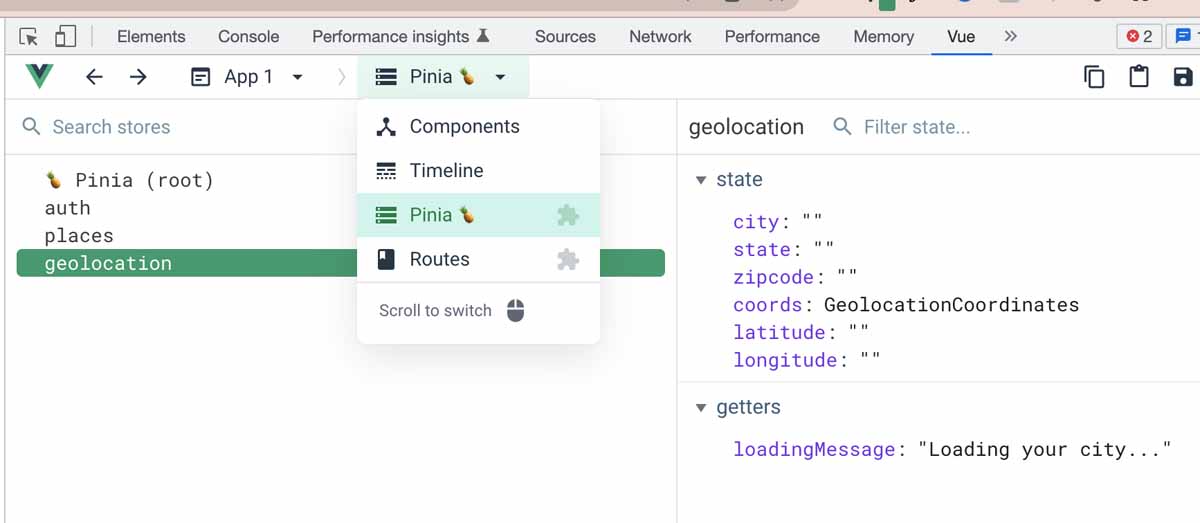 Elements Console Performance insights Sources Network Performance Memory Vue 2
App 1 Pinia
Search stores
Pinia (root)
auth
places
geolocation
Components
Timeline
Pinia
Routes
Scroll to switch
geolocation Filter state...
state
city: ""
state: ""
zipcode: ""
coords: GeolocationCoordinates
latitude: ""
longitude: ""
getters
loadingMessage: "Loading your city..."